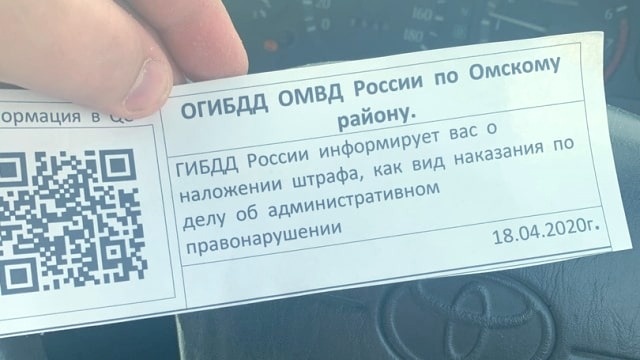 ормация в QR
ОГИБДД ОМВД России по Омскому
району.
ГИБДД России информирует вас о
наложении штрафа, как вид наказания по
делу об административном
правонарушении
18.04.2020г.